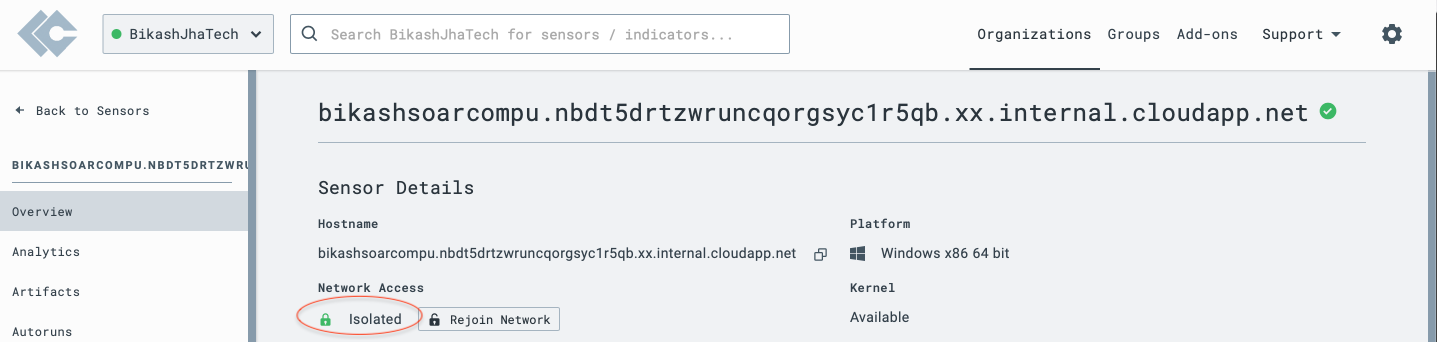 BikashJhaTech
Search BikashJhaTech for sensors / indicators...
Organizations Groups Add-ons Support
Back to Sensors
BIKASHSOARCOMPU.NBDT5DRTZWRU
Overview
Analytics
Artifacts
Autoruns
bikashsoarcompu.nbdt5drtzwruncqorgsyc1r5qb.xx.internal.cloudapp.net
Sensor Details
Hostname
bikashsoarcompu.nbdt5drtzwruncqorgsyc1r5qb.xx.internal.cloudapp.net
Platform
Windows x86 64 bit
Network Access
Isolated Rejoin Network
Kernel
Available